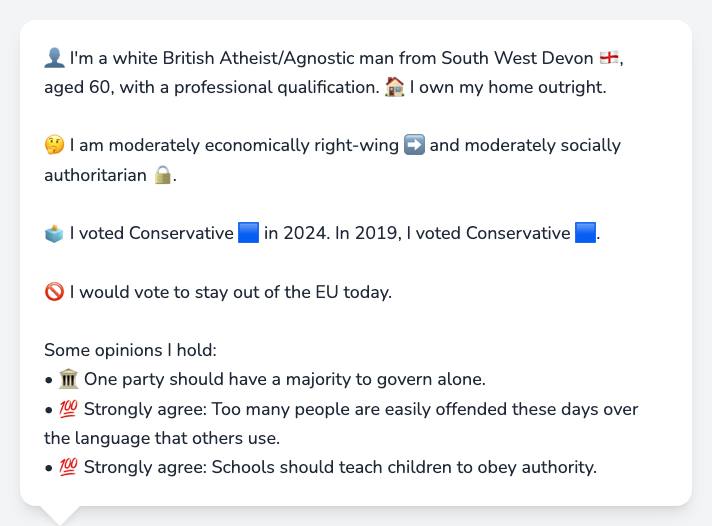 👤 I'm a white British Atheist/Agnostic man from South West Devon 🏴󠁧󠁢󠁥󠁮󠁧󠁿,
aged 60, with a professional qualification. 🏠 I own my home outright.
🤔 I am moderately economically right-wing ➡️ and moderately socially
authoritarian 🔒.
🗳️ I voted Conservative 🟦 in 2024. In 2019, I voted Conservative 🟦.
🚫 I would vote to stay out of the EU today.
Some opinions I hold:
• 🏛️ One party should have a majority to govern alone.
• 💯 Strongly agree: Too many people are easily offended these days over
the language that others use.
• 💯 Strongly agree: Schools should teach children to obey authority.